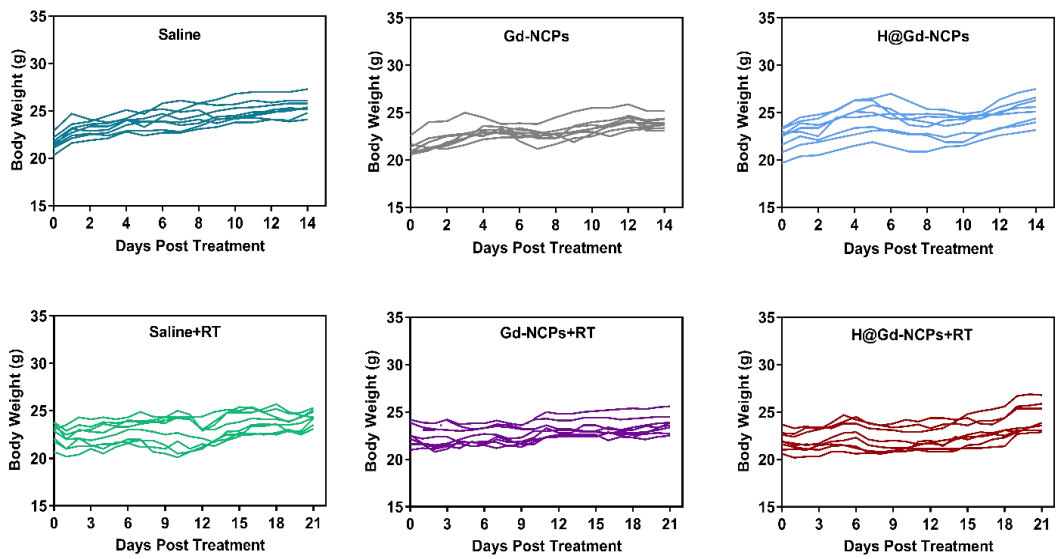 Saline
Body Weight (g)
35
30
25
20
15
0 2 4 6 8 10 12 14
Days Post Treatment
Gd-NCPs
Body Weight (g)
35
30
25
20
15
0 2 4 6 8 10 12 14
Days Post Treatment
H@Gd-NCPs
Body Weight (g)
35
30
25
20
15
0 2 4 6 8 10 12 14
Days Post Treatment
Saline+RT
Body Weight (g)
35
30
25
20
15
0 3 6 9 12 15 18 21
Days Post Treatment
Gd-NCPs+RT
Body Weight (g)
35
30
25
20
15
0 3 6 9 12 15 18 21
Days Post Treatment
H@Gd-NCPs+RT
Body Weight (g)
35
30
25
20
15
0 3 6 9 12 15 18 21
Days Post Treatment